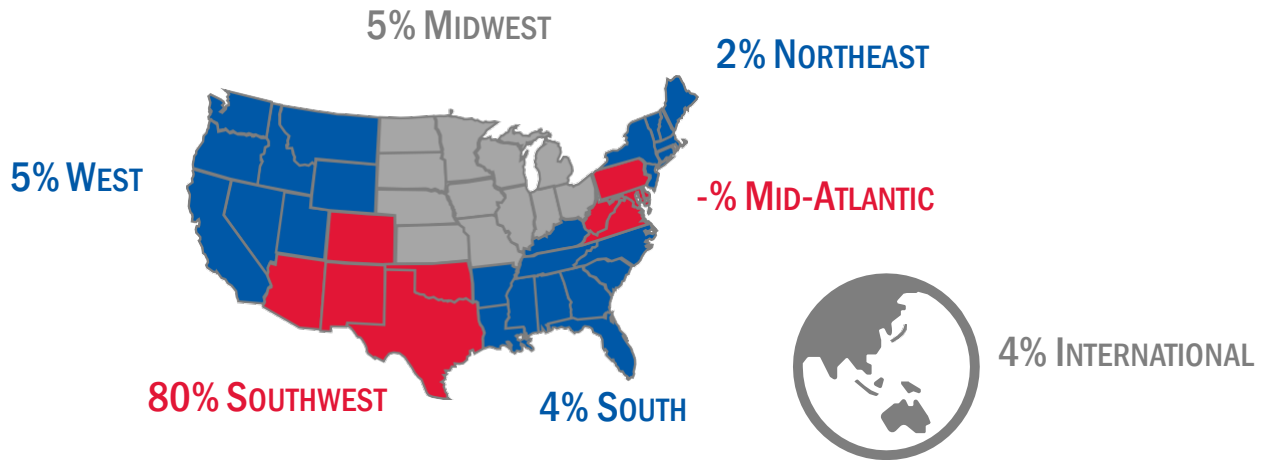 5% MIDWEST
2% NORTHEAST
5% WEST
-% MID-ATLANTIC
4% INTERNATIONAL
80% SOUTHWEST
4% SOUTH